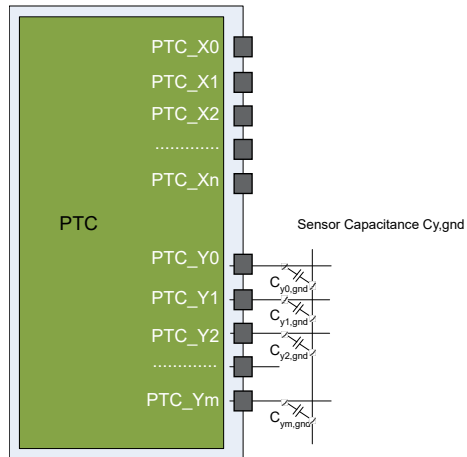 PTC_X0
PTC_X1
PTC_X2
.............
PTC_Xn
PTC
Sensor Capacitance Cy,gnd
PTC_Y0
Cy0,gnd
PTC_Y1
Cy1,gnd
PTC_Y2
Cy2,gnd
.............
PTC_Ym
Cym,gnd